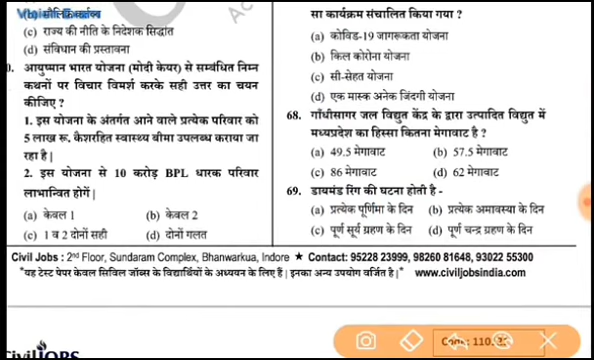 (b) मौलिक कर्तव्य
(c) राज्य की नीति के निदेशक सिद्धांत
(d) संविधान की प्रस्तावना
0. आयुष्मान भारत योजना (मोदी केयर) से सम्बंधित निम्न
कथनों पर विचार विमर्श करके सही उत्तर का चयन
कीजिए ?
1. इस योजना के अंतर्गत आने वाले प्रत्येक परिवार को
5 लाख रू. कैशरहित स्वास्थ्य बीमा उपलब्ध कराया जा
रहा है|
2. इस योजना से 10 करोड़ BPL धारक परिवार
लाभान्वित होगें|
(a) केवल 1 (b) केवल 2
(c) 1 व 2 दोनों सही (d) दोनों गलत
सा कार्यक्रम संचालित किया गया ?
(a) कोविड-19 जागरूकता योजना
(b) किल कोरोना योजना
(c) सी-सेहत योजना
(d) एक मास्क अनेक जिंदगी योजना
68. गाँधीसागर जल विद्युत केंद्र के द्वारा उत्पादित विद्युत में
मध्यप्रदेश का हिस्सा कितना मेगावाट है ?
(a) 49.5 मेगावाट (b) 57.5 मेगावाट
(c) 86 मेगावाट (d) 62 मेगावाट
69. डायमंड रिंग की घटना होती है -
(a) प्रत्येक पूर्णिमा के दिन (b) प्रत्येक अमावस्या के दिन
(c) पूर्ण सूर्य ग्रहण के दिन (d) पूर्ण चन्द्र ग्रहण के दिन
Civil Jobs : 2nd Floor, Sundaram Complex, Bhanwarkua, Indore ★ Contact: 95228 23999, 98260 81648, 93022 55300
"यह टेस्ट पेपर केवल सिविल जॉब्स के विद्यार्थियों के अध्ययन के लिए हैं| इनका अन्य उपयोग वर्जित है|" www.civiljobsindia.com
Civil JOBS